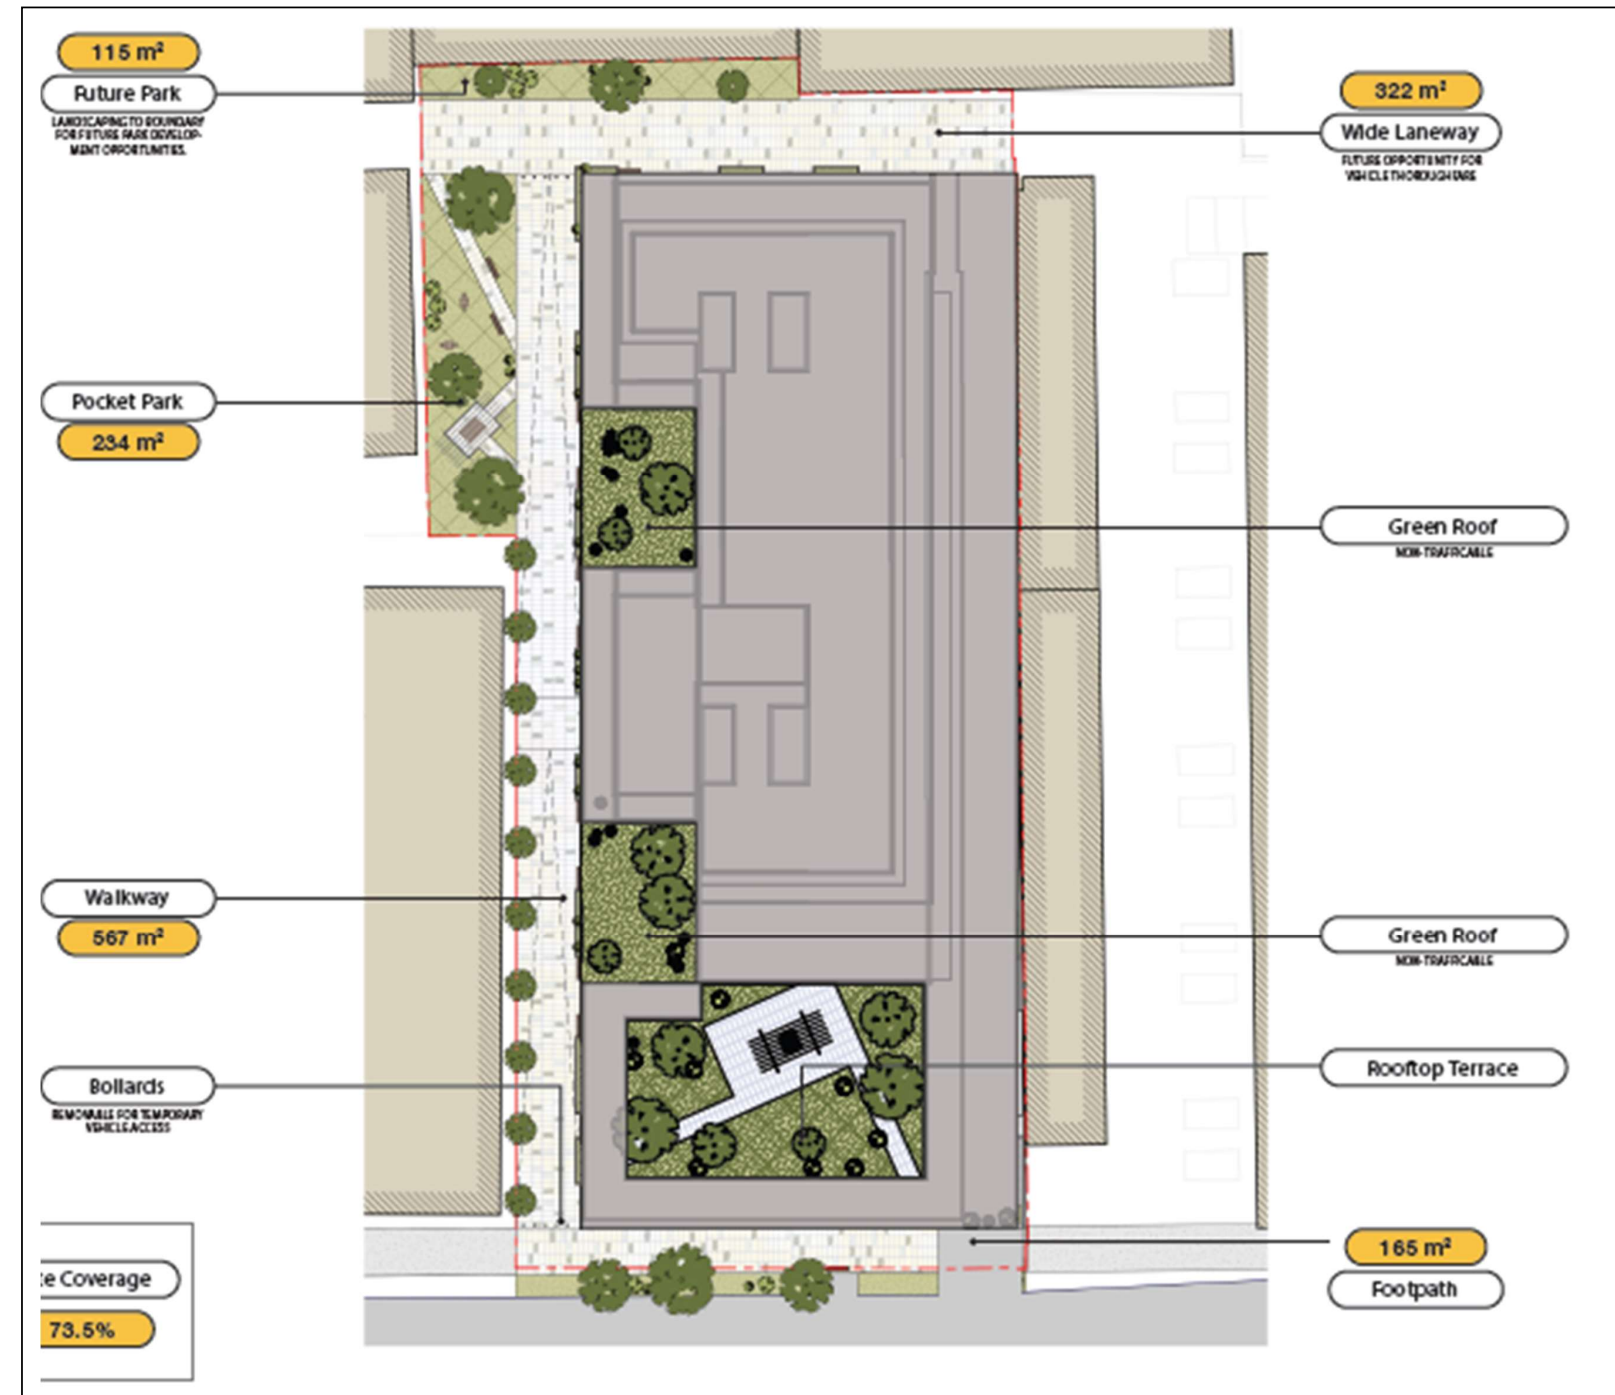 115 m²
Future Park
LANDSCAPING TO BOUNDARY
FOR FUTURE PARK DEVELOP-
MENT OPPORTUNITIES.
322 m²
Wide Laneway
FUTURE OPPORTUNITY FOR
VEHICLE THOROUGHFARE
Pocket Park
234 m²
Green Roof
NON-TRAFFICABLE
Walkway
567 m²
Green Roof
NON-TRAFFICABLE
Bollards
REMOVABLE FOR TEMPORARY
VEHICLE ACCESS
Rooftop Terrace
165 m²
Footpath
te Coverage
73.5%